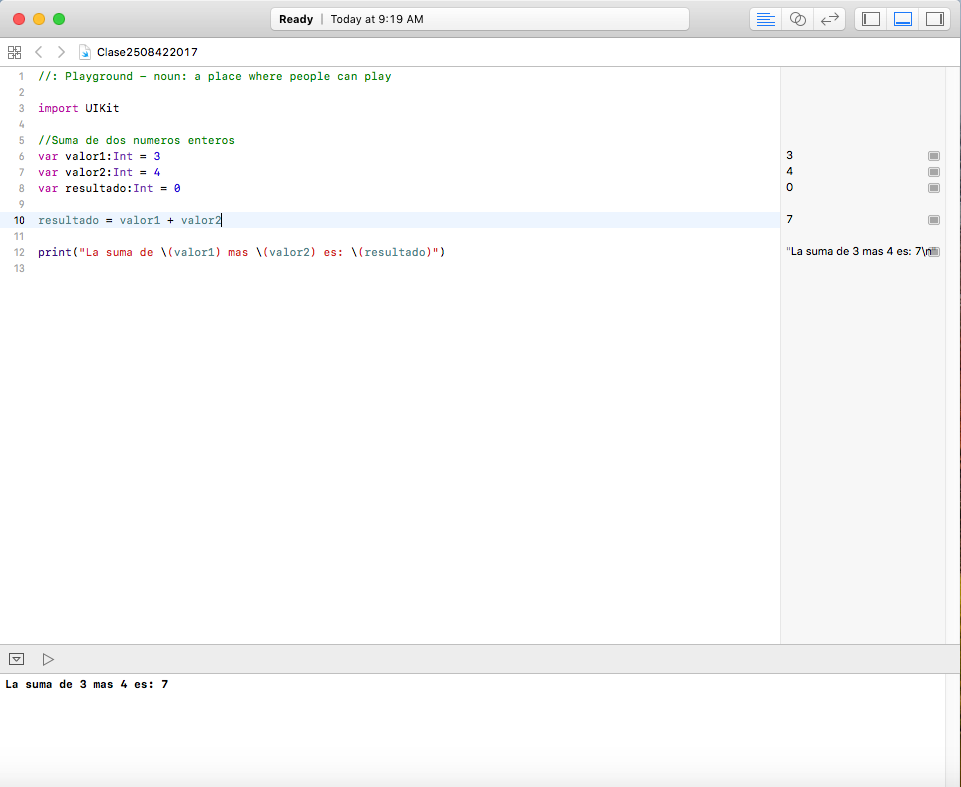 Ready | Today at 9:19 AM
Clase2508422017
1 //: Playground - noun: a place where people can play
2
3 import UIKit
4
5 //Suma de dos numeros enteros
6 var valor1:Int = 3 3
7 var valor2:Int = 4 4
8 var resultado:Int = 0 0
9
10 resultado = valor1 + valor2 7
11
12 print("La suma de \(valor1) mas \(valor2) es: \(resultado)") "La suma de 3 mas 4 es: 7\n
13
La suma de 3 mas 4 es: 7